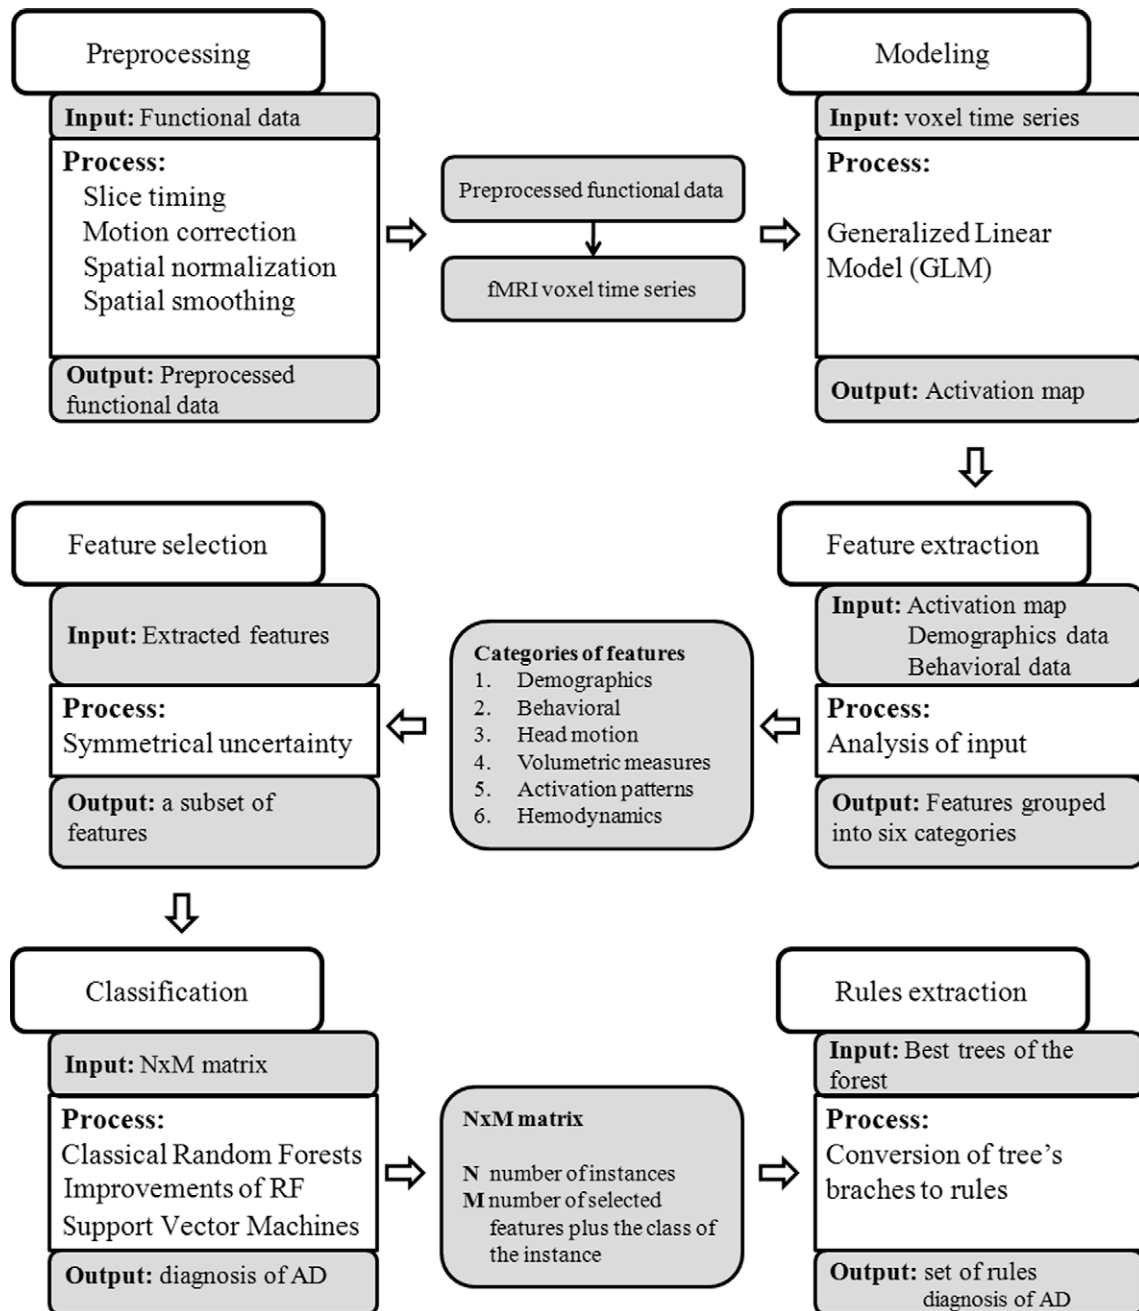 Preprocessing
Input: Functional data
Process:
Slice timing
Motion correction
Spatial normalization
Spatial smoothing
Output: Preprocessed
functional data
Preprocessed functional data
fMRI voxel time series
Modeling
Input: voxel time series
Process:
Generalized Linear
Model (GLM)
Output: Activation map
Feature extraction
Input: Activation map
Demographics data
Behavioral data
Process:
Analysis of input
Output: Features grouped
into six categories
Categories of features
1. Demographics
2. Behavioral
3. Head motion
4. Volumetric measures
5. Activation patterns
6. Hemodynamics
Feature selection
Input: Extracted features
Process:
Symmetrical uncertainty
Output: a subset of
features
Classification
Input: NxM matrix
Process:
Classical Random Forests
Improvements of RF
Support Vector Machines
Output: diagnosis of AD
NxM matrix
N number of instances
M number of selected
features plus the class of
the instance
Rules extraction
Input: Best trees of the
forest
Process:
Conversion of tree's
braches to rules
Output: set of rules
diagnosis of AD